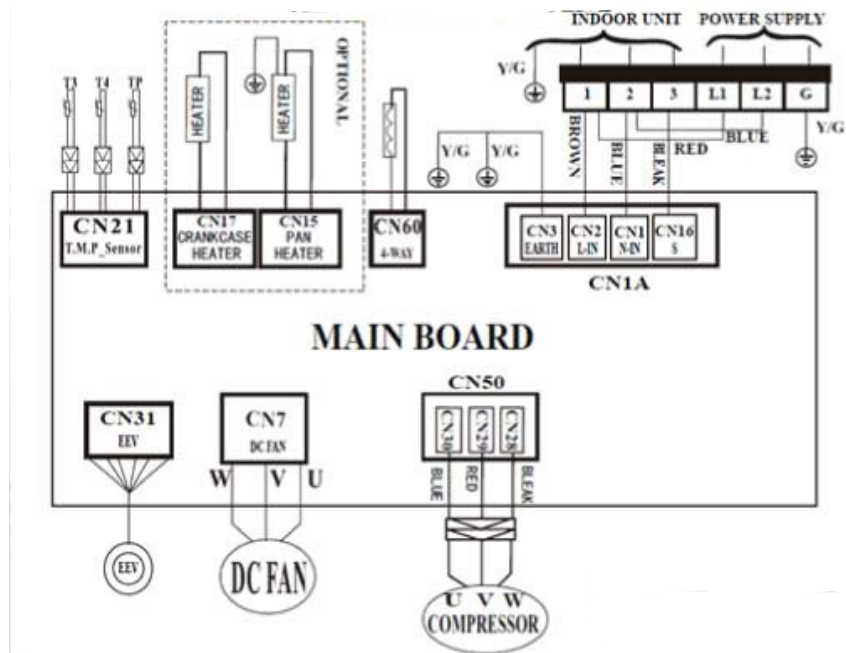 INDOOR UNIT
POWER SUPPLY
T3
T4
TP
HEATER
HEATER
OPTIONAL
Y/G
1
2
3
L1
L2
G
Y/G
Y/G
Y/G
BROWN
BLUE
BLEAK
RED
BLUE
CN21
T.M.P_Sensor
CN17
CRANKCASE
HEATER
CN15
PAN
HEATER
CN60
4-WAY
CN3
EARTH
CN2
L-IN
CN1
N-IN
CN16
S
CN1A
MAIN BOARD
CN31
EEV
CN7
DC FAN
W V U
CN50
CN30
CN29
CN28
BLUE
RED
BLEAK
EEV
DC FAN
U V W
COMPRESSOR